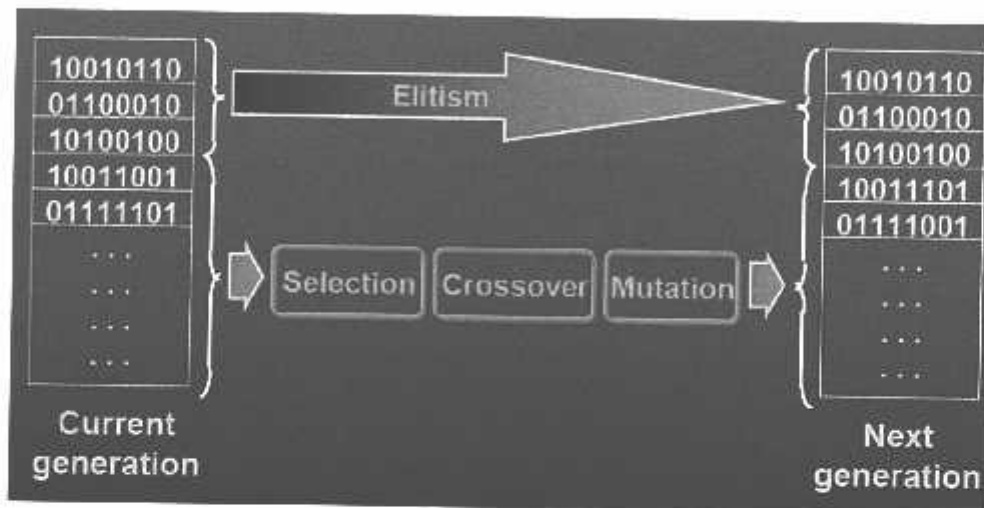 10010110
01100010
10100100
10011001
01111101
. . .
. . .
. . .
. . .
Current
generation
Elitism
Selection
Crossover
Mutation
10010110
01100010
10100100
10011101
01111001
. . .
. . .
. . .
. . .
Next
generation